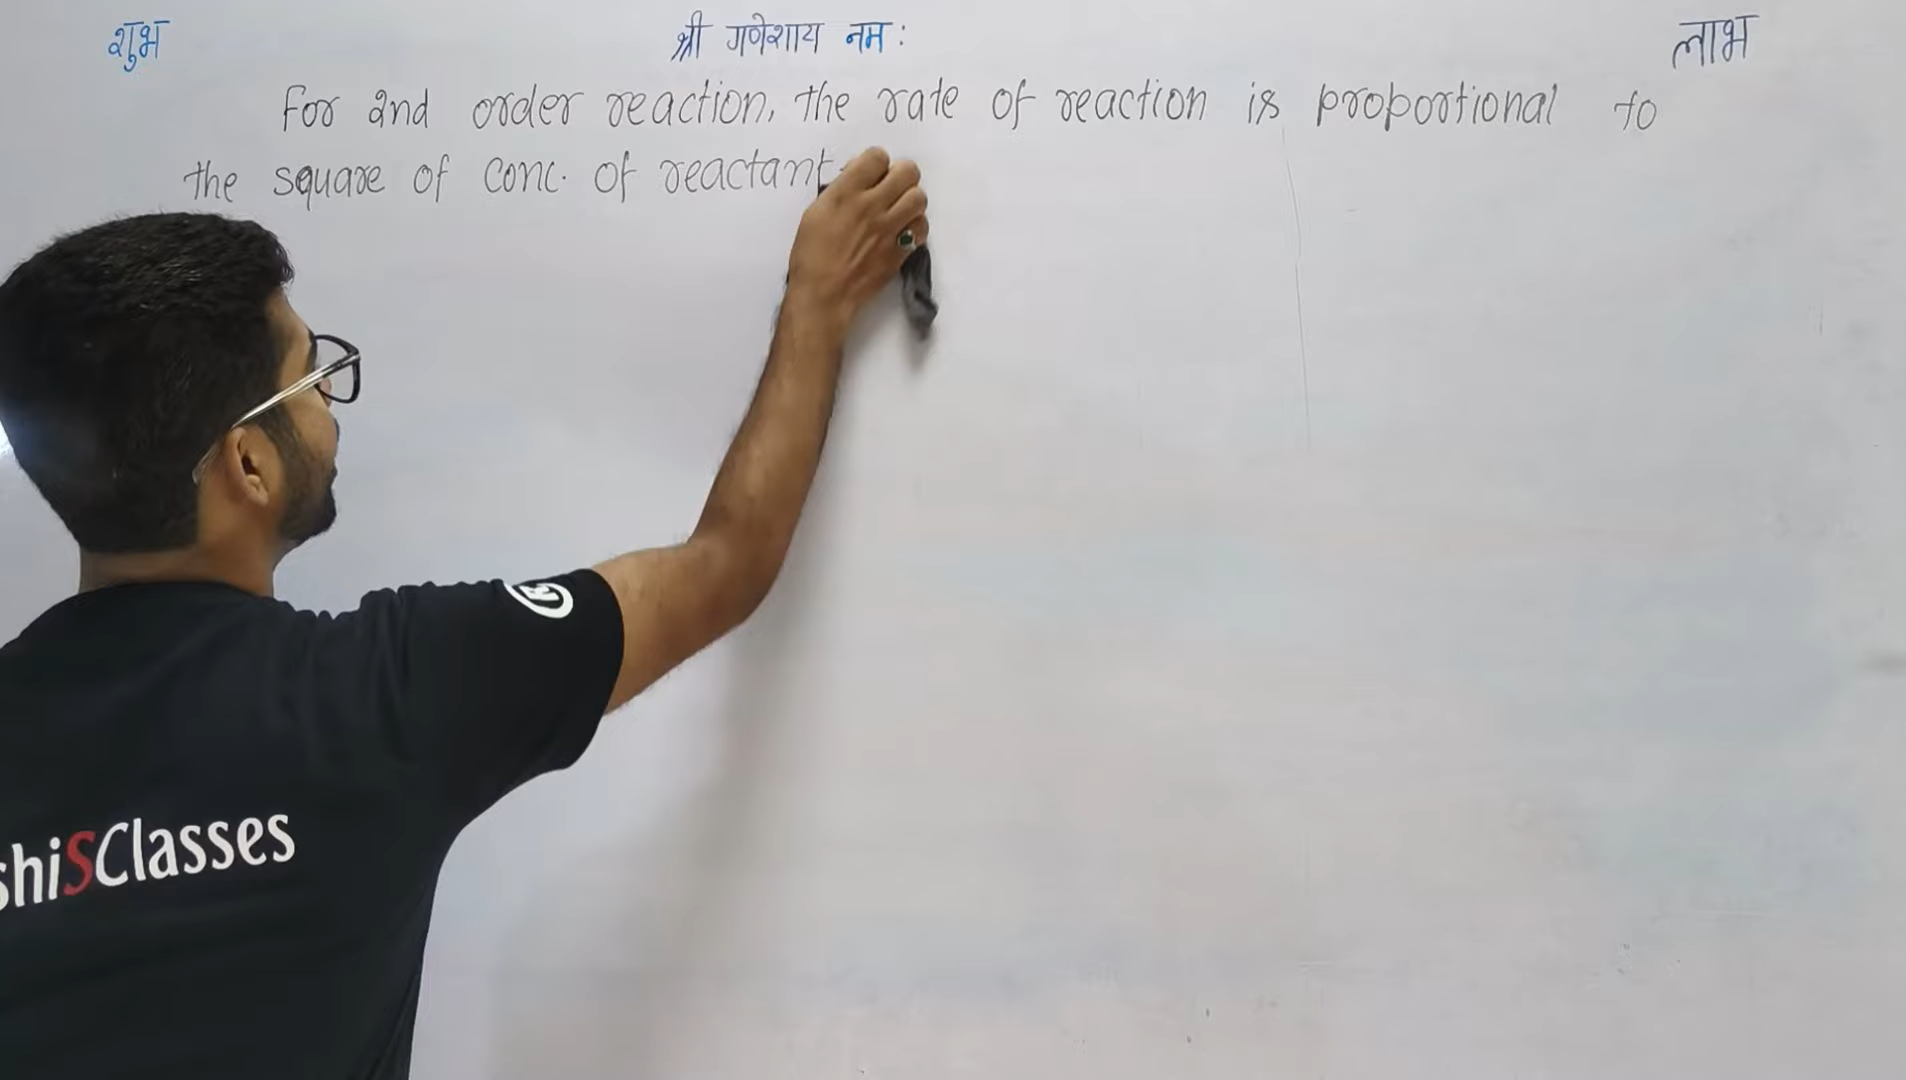 शुभ श्री गणेशाय नमः लाभ
For 2nd order reaction, the rate of reaction is proportional to
the square of conc. of reactant
shiSClasses